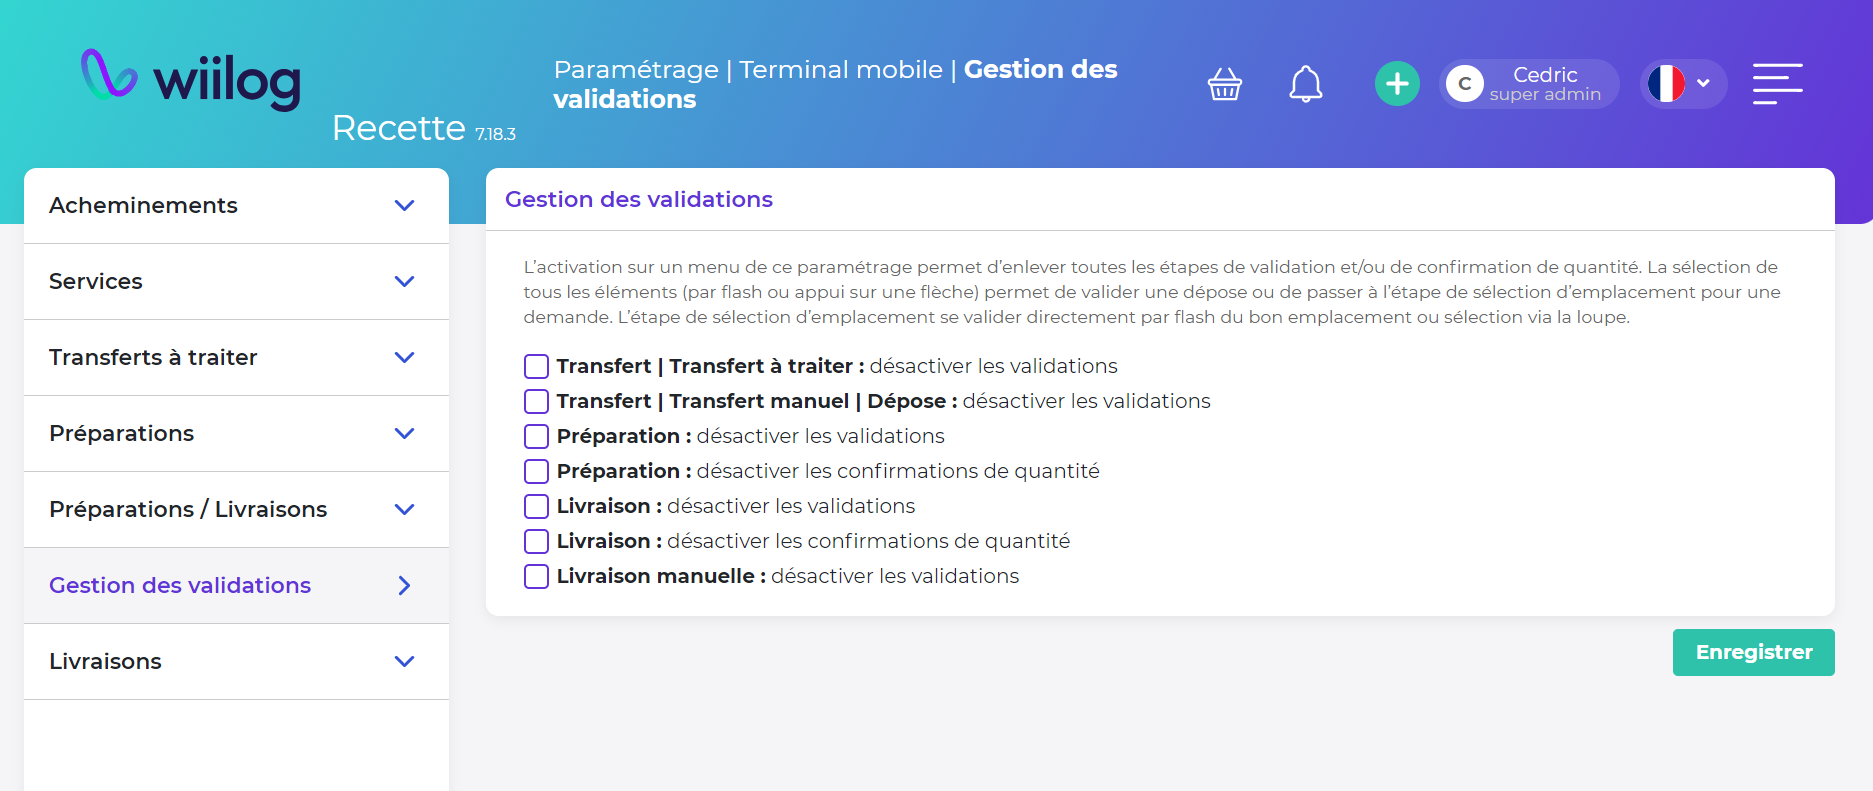 wiilog
Recette 7.18.3
Paramétrage | Terminal mobile | Gestion des
validations
C
Cedric
super admin
Acheminements
Services
Transferts à traiter
Préparations
Préparations / Livraisons
Gestion des validations
Livraisons
Gestion des validations
L’activation sur un menu de ce paramétrage permet d’enlever toutes les étapes de validation et/ou de confirmation de quantité. La sélection de
tous les éléments (par flash ou appui sur une flèche) permet de valider une dépose ou de passer à l’étape de sélection d’emplacement pour une
demande. L’étape de sélection d’emplacement se valider directement par flash du bon emplacement ou sélection via la loupe.
Transfert | Transfert à traiter : désactiver les validations
Transfert | Transfert manuel | Dépose : désactiver les validations
Préparation : désactiver les validations
Préparation : désactiver les confirmations de quantité
Livraison : désactiver les validations
Livraison : désactiver les confirmations de quantité
Livraison manuelle : désactiver les validations
Enregistrer